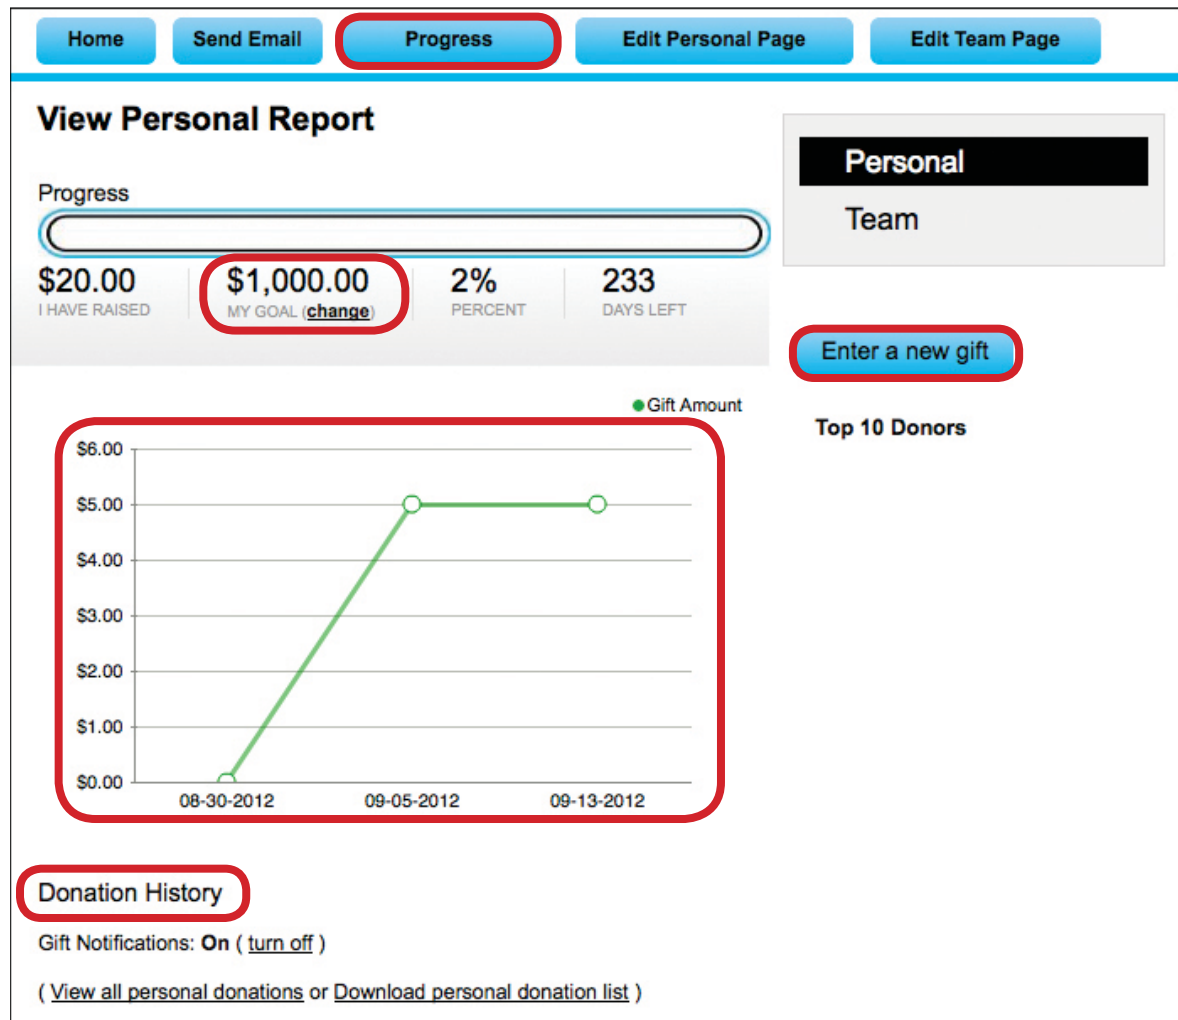 Home Send Email Progress Edit Personal Page Edit Team Page
View Personal Report
Personal
Team
Progress
$20.00 $1,000.00 2% 233
I HAVE RAISED MY GOAL (change) PERCENT DAYS LEFT
Enter a new gift
Top 10 Donors
Gift Amount
$6.00
$5.00
$4.00
$3.00
$2.00
$1.00
$0.00
08-30-2012 09-05-2012 09-13-2012
Donation History
Gift Notifications: On ( turn off )
( View all personal donations or Download personal donation list )